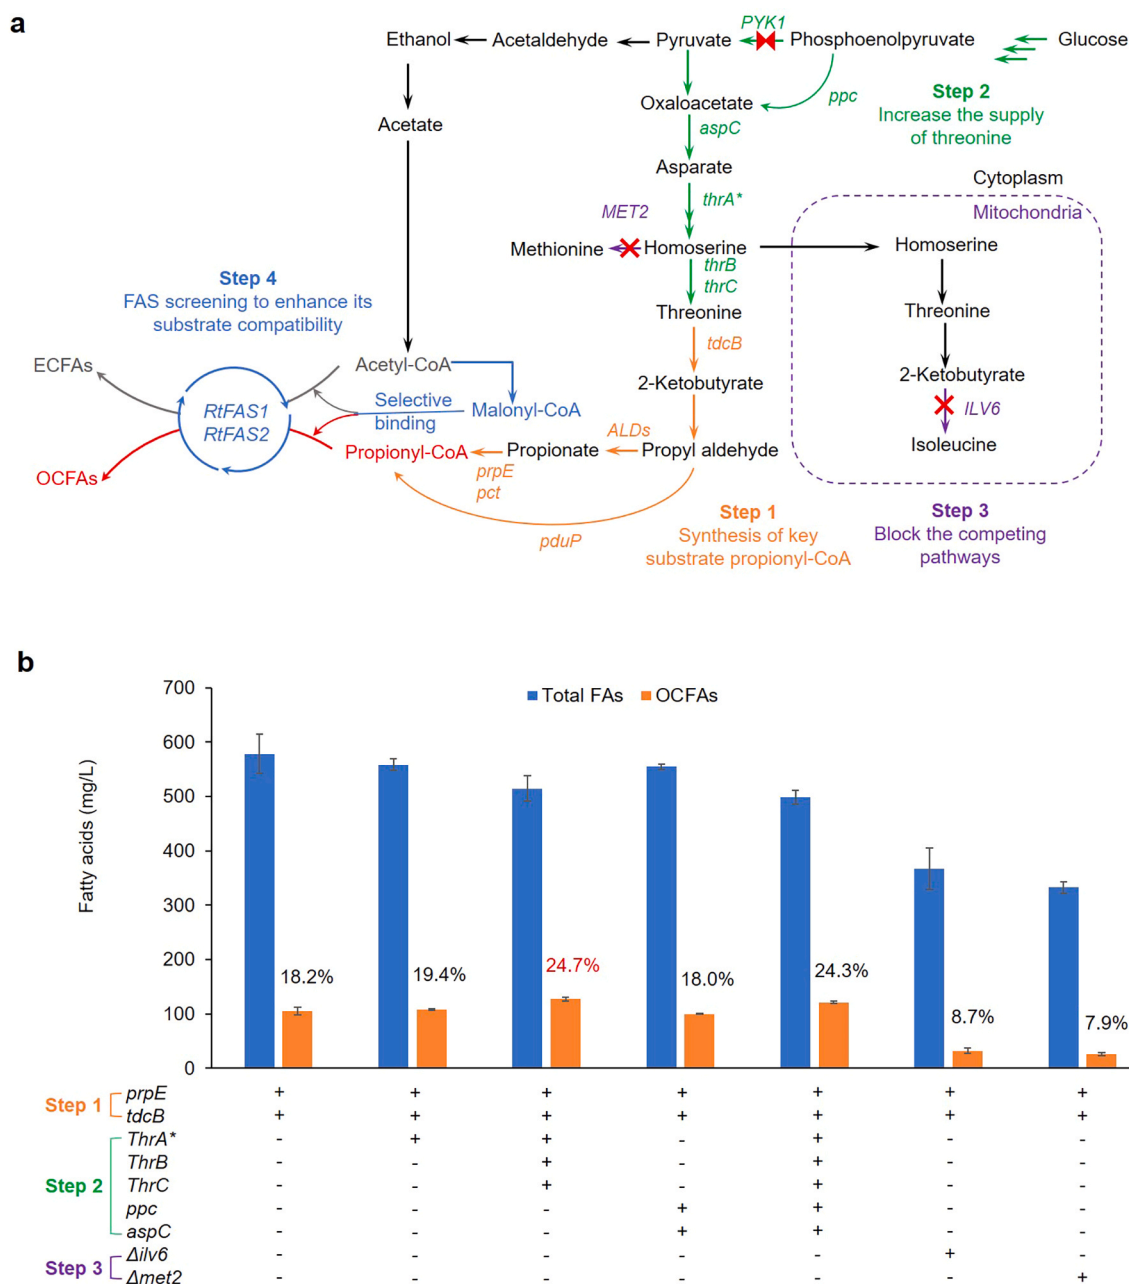 a
PYK1
Ethanol Acetaldehyde Pyruvate Phosphoenolpyruvate Glucose
Step 2
Increase the supply
of threonine
ppc
Oxaloacetate
aspC
Acetate
Asparate
Cytoplasm
Mitochondria
thrA*
MET2
Methionine Homoserine Homoserine
thrB
thrC
Step 4
FAS screening to enhance its
substrate compatibility
Threonine Threonine
tdcB
ECFAs
Acetyl-CoA
2-Ketobutyrate 2-Ketobutyrate
RtFAS1
RtFAS2
Selective
binding
Malonyl-CoA
ILV6
Isoleucine
ALDs
Propionyl-CoA Propionate Propyl aldehyde
prpE
pct
OCFAs
Step 1
Synthesis of key
substrate propionyl-CoA
pduP
Step 3
Block the competing
pathways
b
Fatty acids (mg/L)
700
600
500
400
300
200
100
0
Total FAs OCFAs
18.2% 19.4% 24.7% 18.0% 24.3% 8.7% 7.9%
Step 1
prpE + + + + + + +
tdcB + + + + + + +
Step 2
ThrA* - + + - + - -
ThrB - - + - + - -
ThrC - - + - + - -
ppc - - - + + - -
aspC - - - + + - -
Step 3
Δilv6 - - - - - + -
Δmet2 - - - - - - +